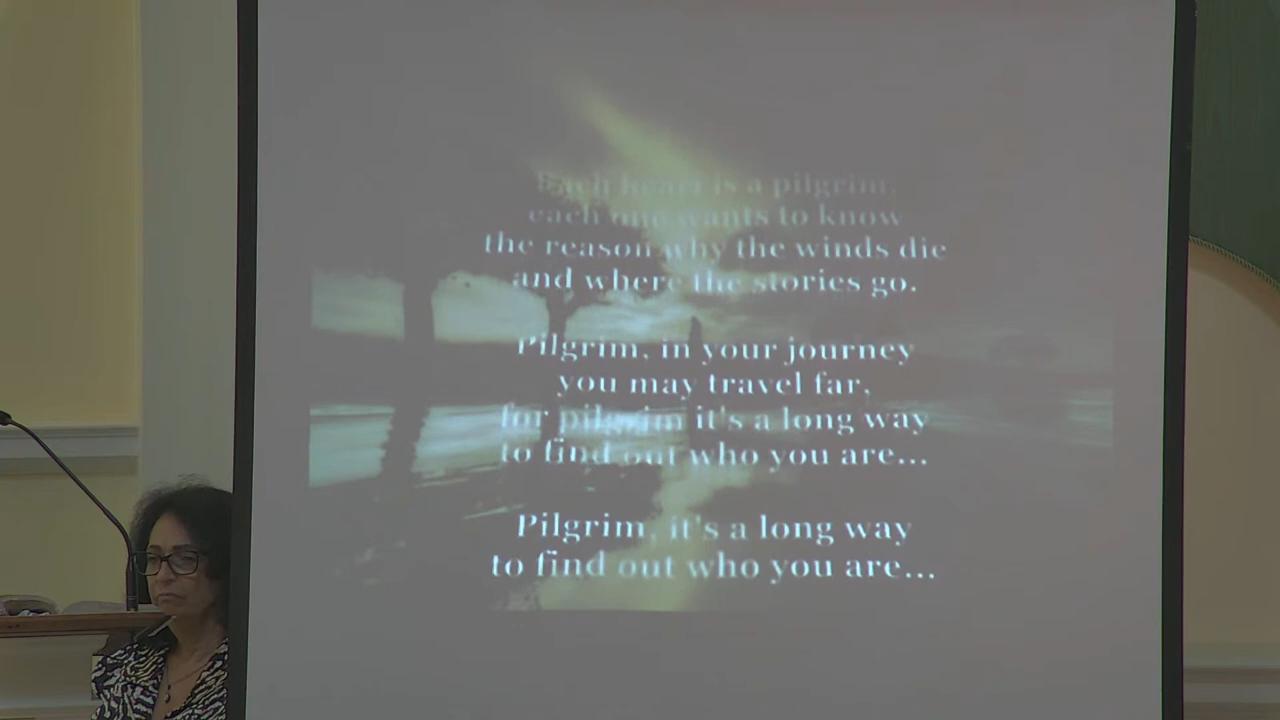 Each heart is a pilgrim,
each one wants to know
the reason why the winds die
and where the stories go.
Pilgrim, in your journey
you may travel far,
for pilgrim it's a long way
to find out who you are...
Pilgrim, it's a long way
to find out who you are...